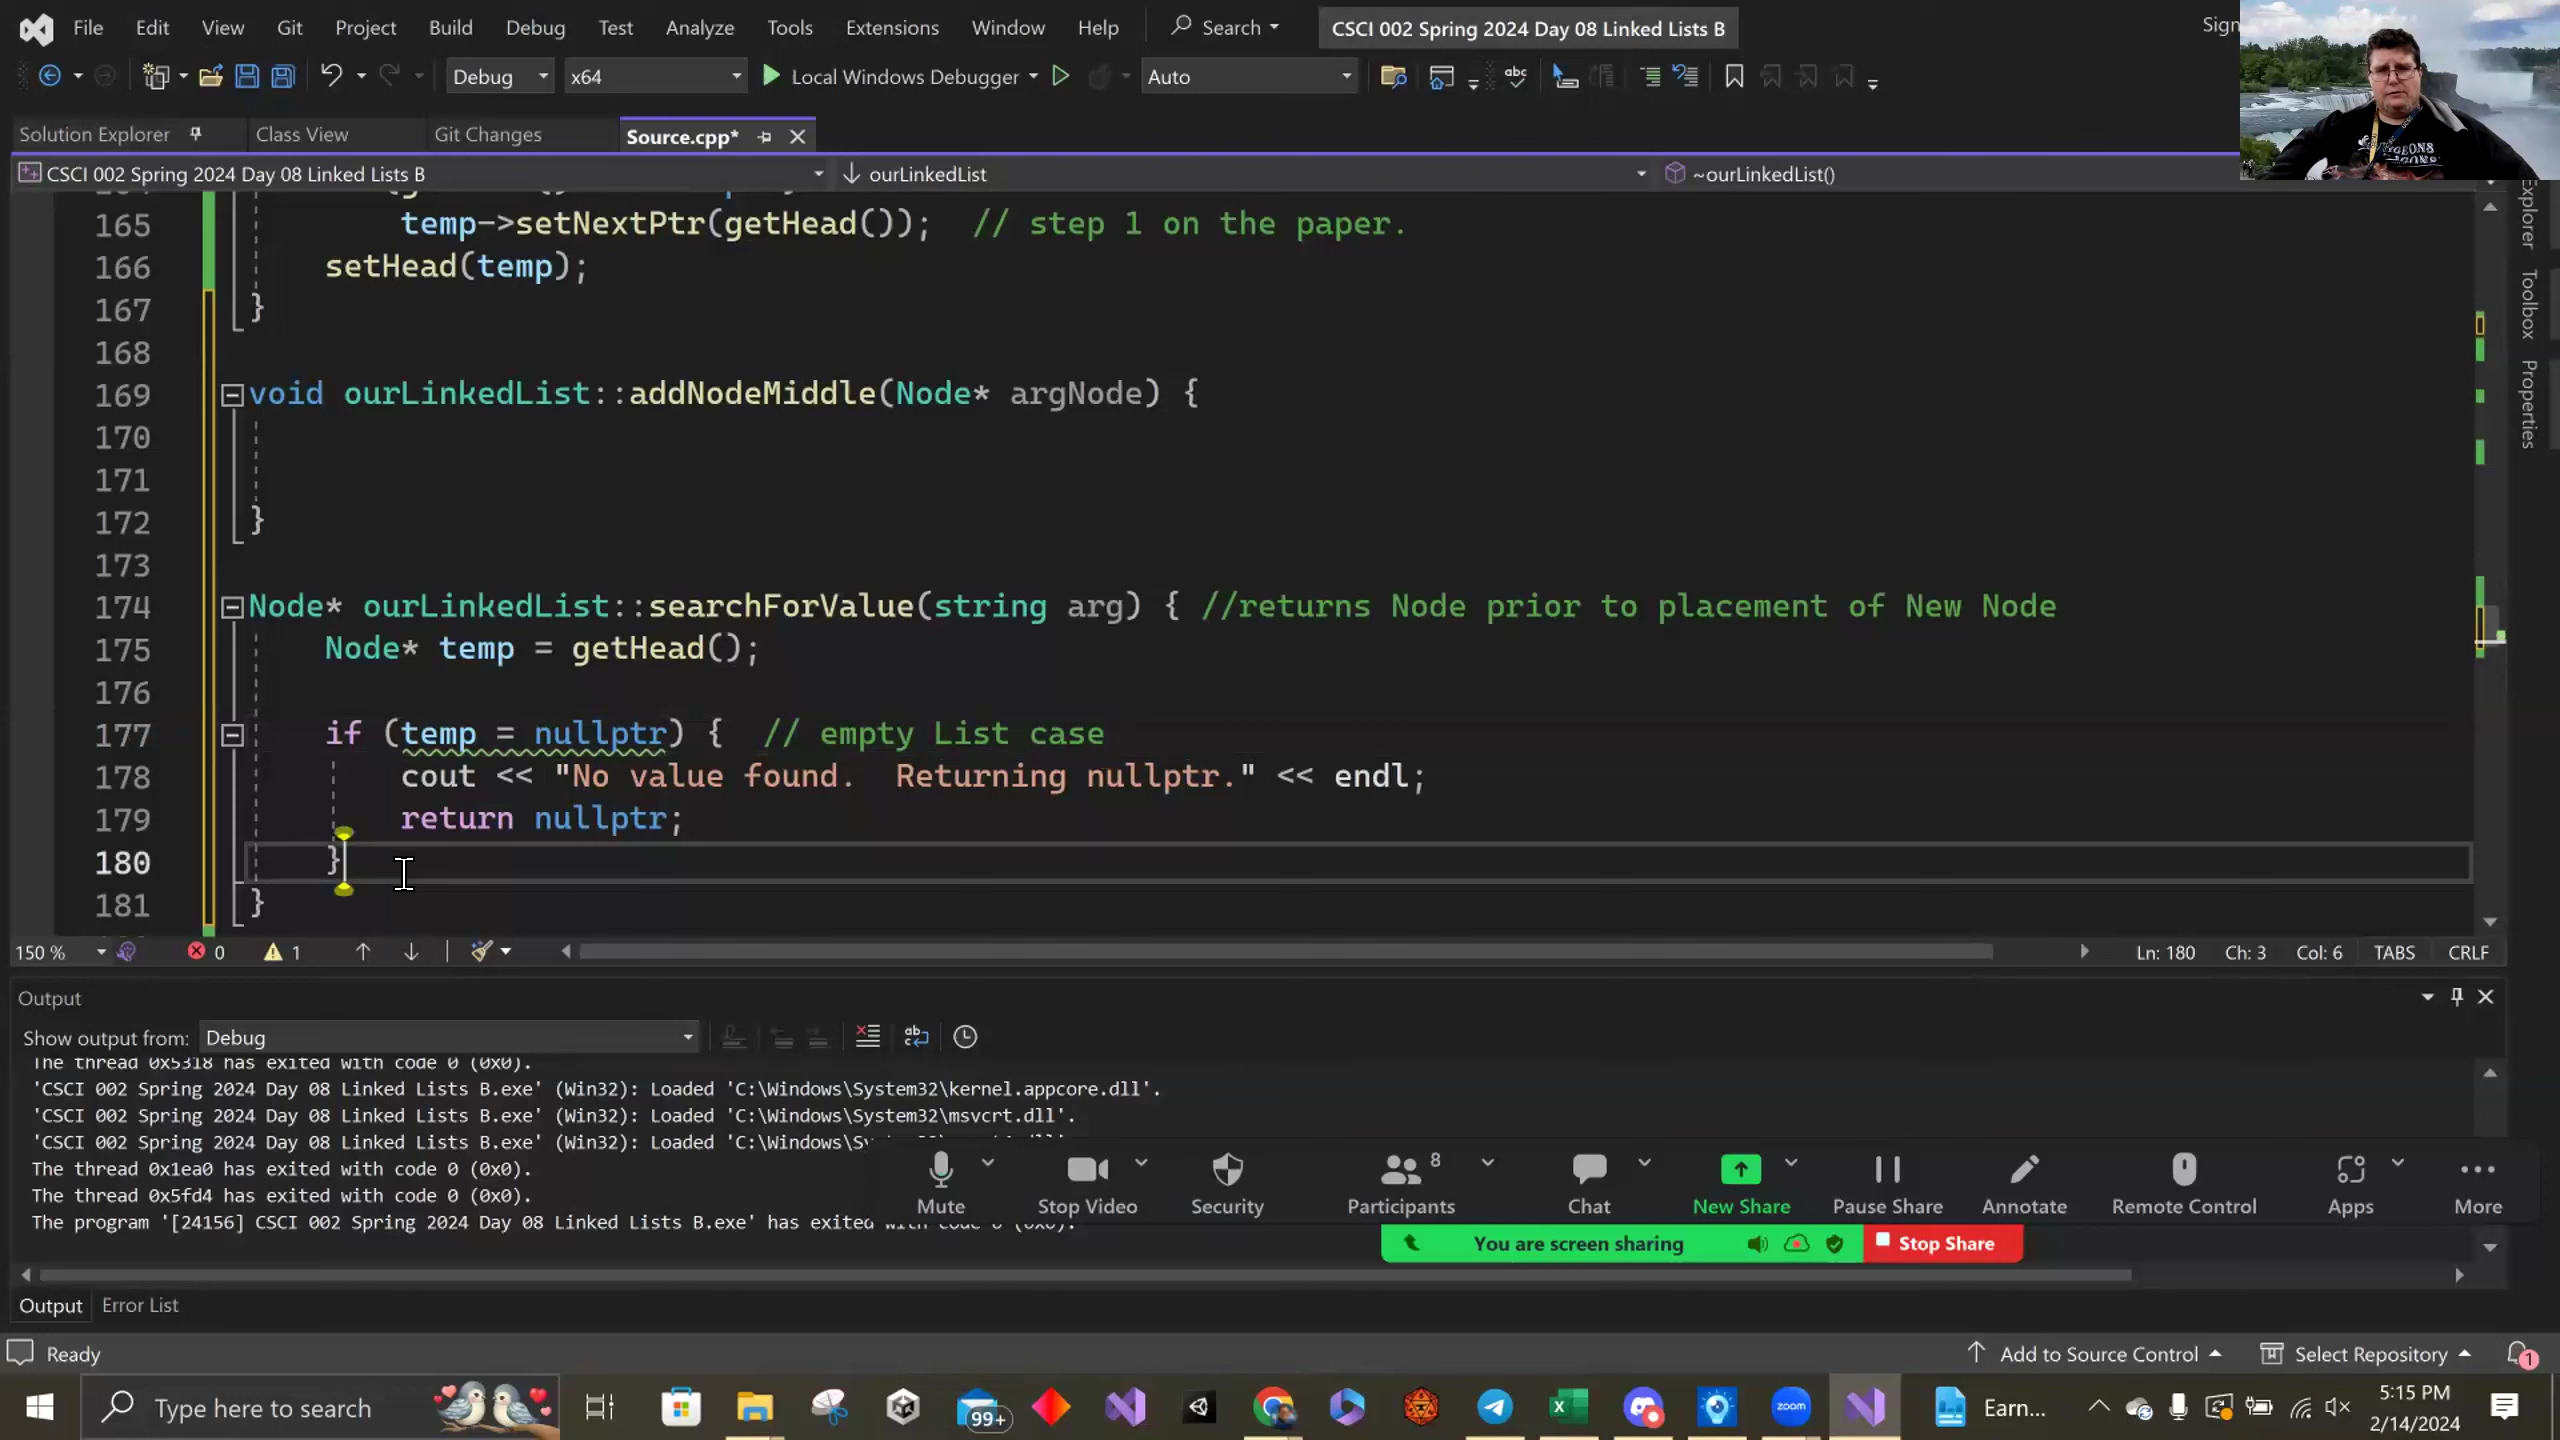 File Edit View Git Project Build Debug Test Analyze Tools Extensions Window Help Search CSCI 002 Spring 2024 Day 08 Linked Lists B Sign
Debug x64 Local Windows Debugger Auto
Solution Explorer Class View Git Changes Source.cpp*
CSCI 002 Spring 2024 Day 08 Linked Lists B ourLinkedList ~ourLinkedList()
165 temp->setNextPtr(getHead()); // step 1 on the paper.
166 setHead(temp);
167 }
168
169 void ourLinkedList::addNodeMiddle(Node* argNode) {
170
171
172 }
173
174 Node* ourLinkedList::searchForValue(string arg) { //returns Node prior to placement of New Node
175 Node* temp = getHead();
176
177 if (temp = nullptr) { // empty List case
178 cout << "No value found.  Returning nullptr." << endl;
179 return nullptr;
180 }
181 }
Explorer
Toolbox
Properties
150 % 0 1 Ln: 180 Ch: 3 Col: 6 TABS CRLF
Output
Show output from: Debug
The thread 0x5318 has exited with code 0 (0x0).
'CSCI 002 Spring 2024 Day 08 Linked Lists B.exe' (Win32): Loaded 'C:\Windows\System32\kernel.appcore.dll'.
'CSCI 002 Spring 2024 Day 08 Linked Lists B.exe' (Win32): Loaded 'C:\Windows\System32\msvcrt.dll'.
'CSCI 002 Spring 2024 Day 08 Linked Lists B.exe' (Win32): Loaded 'C:\Windows\Sy
The thread 0x1ea0 has exited with code 0 (0x0).
The thread 0x5fd4 has exited with code 0 (0x0).
The program '[24156] CSCI 002 Spring 2024 Day 08 Linked Lists B.exe' has exited with code 0 (0x0).
8
Mute Stop Video Security Participants Chat New Share Pause Share Annotate Remote Control Apps More
You are screen sharing Stop Share
Output Error List
Ready Add to Source Control Select Repository 1
Type here to search 99+ zoom Earn... 5:15 PM
2/14/2024